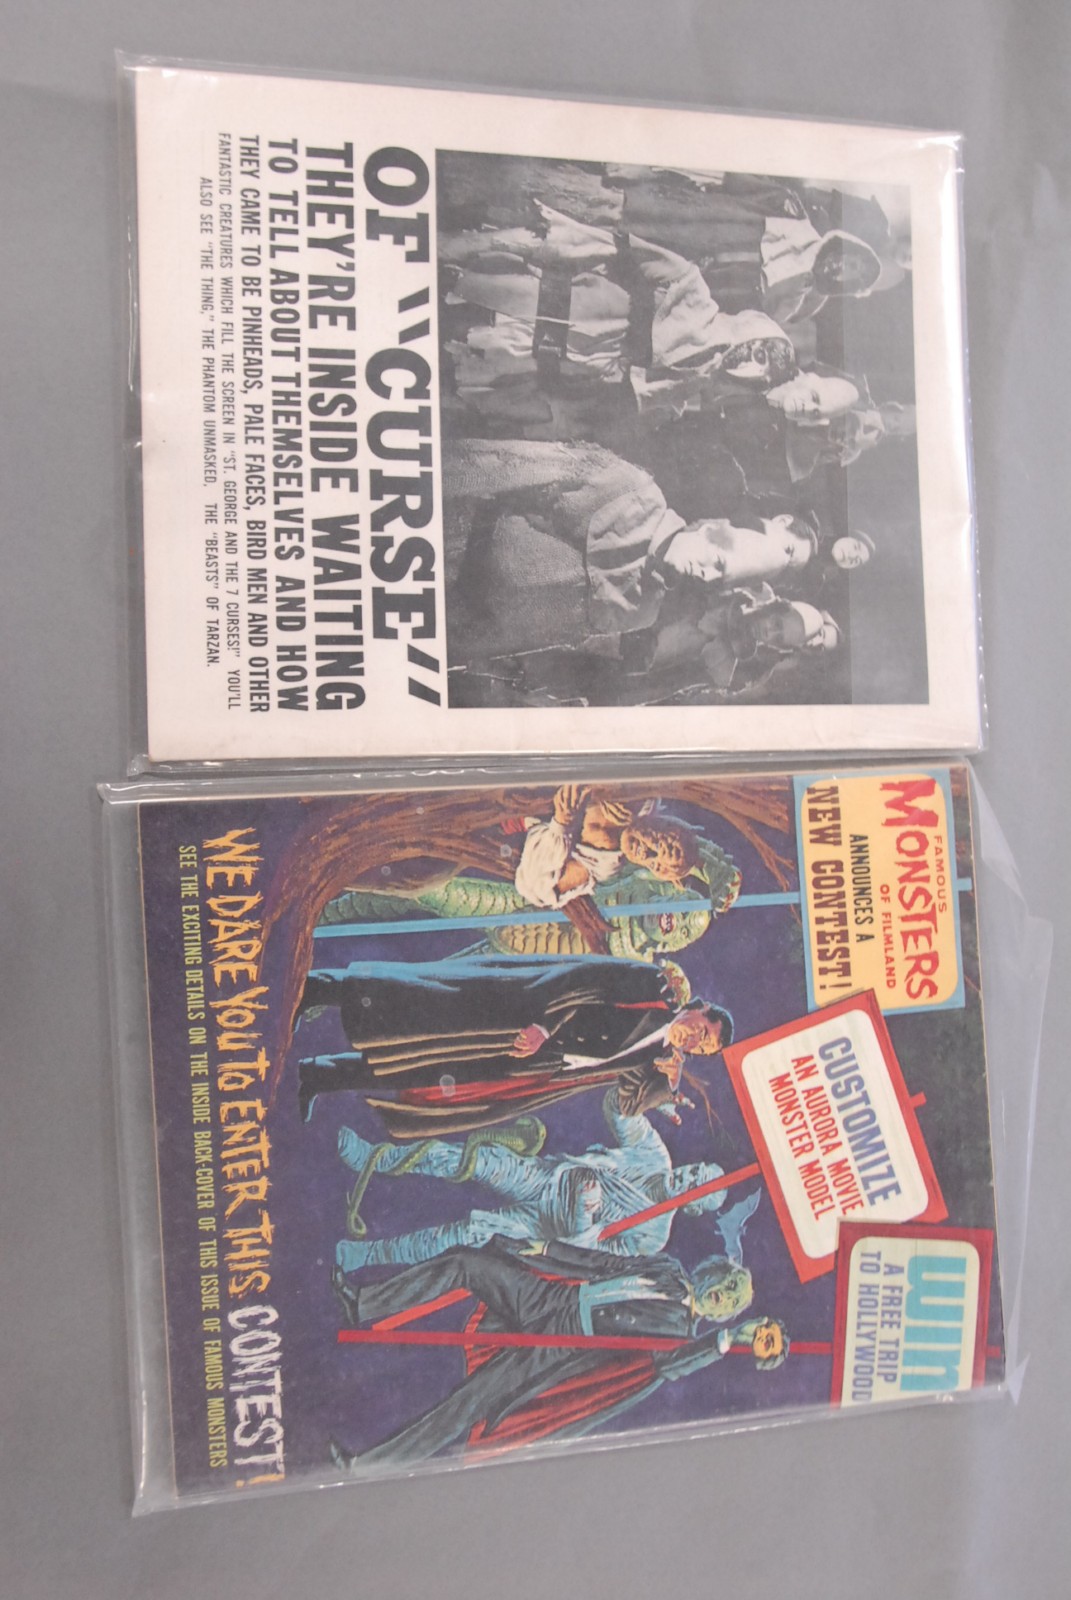 OF "CURSE"
THEY'RE INSIDE WAITING
TO TELL ABOUT THEMSELVES AND HOW
THEY CAME TO BE PINHEADS, PALE FACES, BIRD MEN AND OTHER
FANTASTIC CREATURES WHICH FILL THE SCREEN IN "ST. GEORGE AND THE 7 CURSES!" YOU'LL
ALSO SEE "THE THING," THE PHANTOM UNMASKED, THE "BEASTS" OF TARZAN.
FAMOUS
MONSTERS
OF FILMLAND
ANNOUNCES A
NEW CONTEST!
CUSTOMIZE
AN AURORA MOVIE
MONSTER MODEL
WIN
A FREE TRIP
TO HOLLYWOOD
WE DARE YOU TO ENTER THIS CONTEST!
SEE THE EXCITING DETAILS ON THE INSIDE BACK-COVER OF THIS ISSUE OF FAMOUS MONSTERS